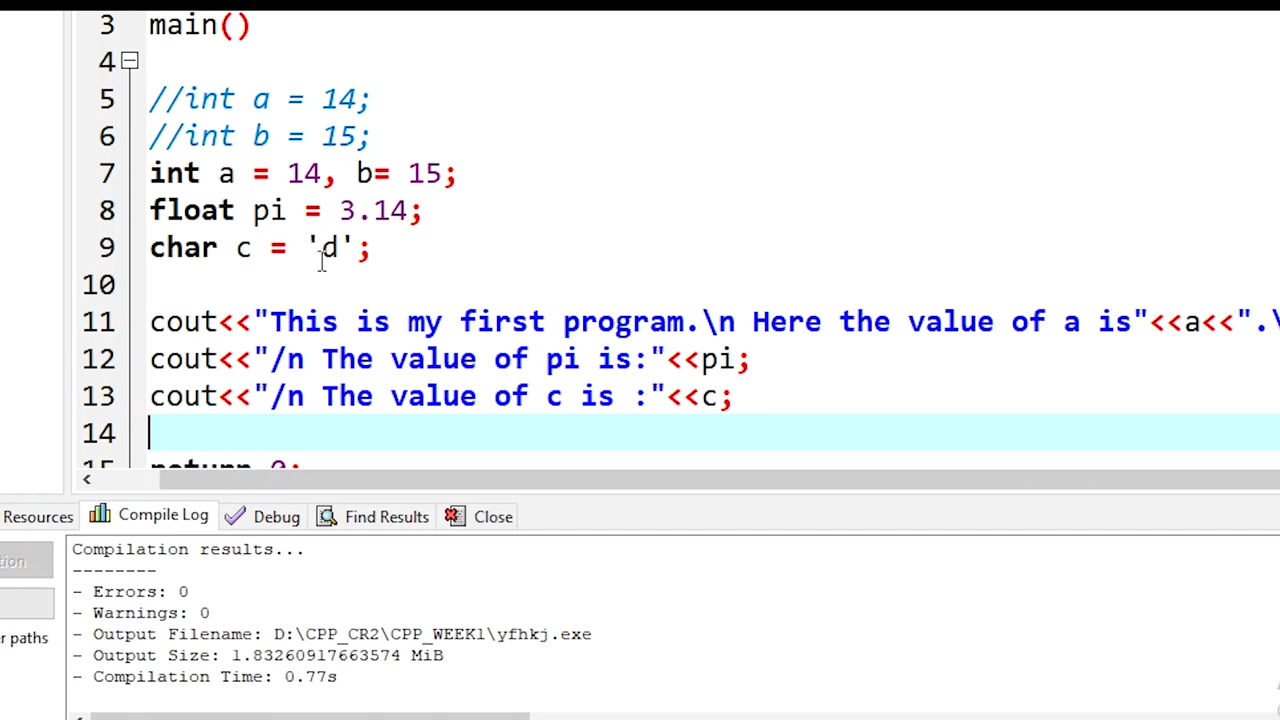 3 main()
4
5 //int a = 14;
6 //int b = 15;
7 int a = 14, b= 15;
8 float pi = 3.14;
9 char c = 'd';
10
11 cout<<"This is my first program.\n Here the value of a is"<<a<<".\
12 cout<<"/n The value of pi is:"<<pi;
13 cout<<"/n The value of c is :"<<c;
14
15 return 0;
Resources Compile Log Debug Find Results Close
Compilation results...
--------
- Errors: 0
- Warnings: 0
- Output Filename: D:\CPP_CR2\CPP_WEEK1\yfhkj.exe
- Output Size: 1.83260917663574 MiB
- Compilation Time: 0.77s
tion
r paths